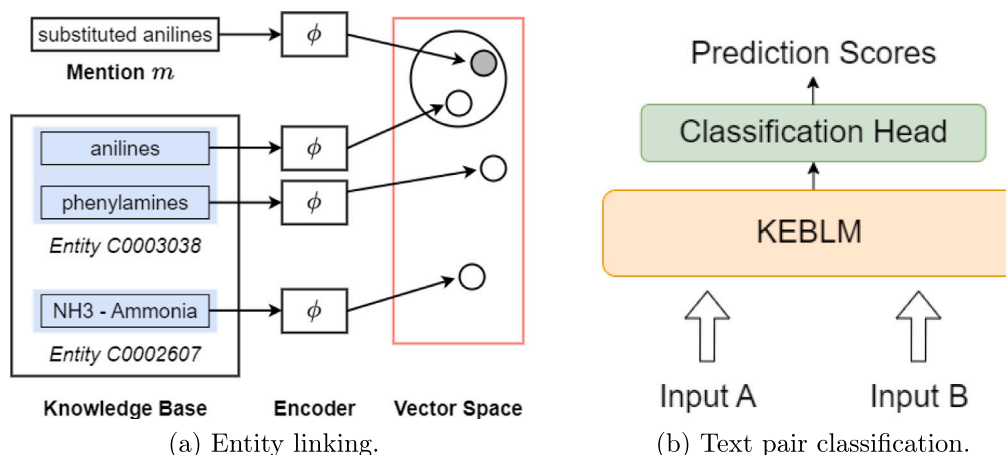 substituted anilines
ϕ
Mention m
anilines
ϕ
phenylamines
ϕ
Entity C0003038
NH3 - Ammonia
ϕ
Entity C0002607
Knowledge Base
Encoder
Vector Space
(a) Entity linking.
Prediction Scores
Classification Head
KEBLM
Input A
Input B
(b) Text pair classification.